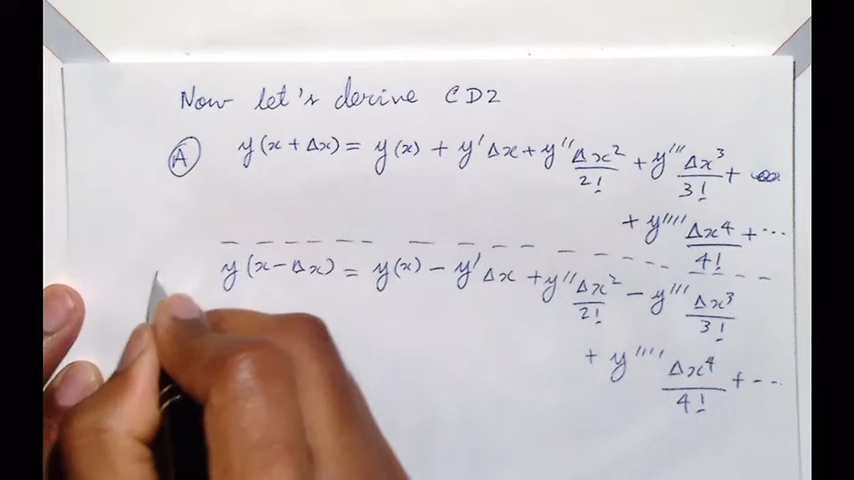 Now let's derive CD2
Ⓐ y(x + Δx) = y(x) + y' Δx + y'' Δx²/2! + y''' Δx³/3! +
+ y'''' Δx⁴/4! + ...
y(x - Δx) = y(x) - y' Δx + y'' Δx²/2! - y''' Δx³/3!
+ y'''' Δx⁴/4! + ...